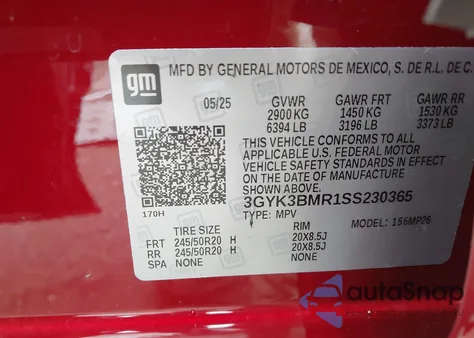 gm
MFD BY GENERAL MOTORS DE MEXICO, S. DE R.L. DE C.
05/25 GVWR GAWR FRT GAWR RR
2900 KG 1450 KG 1530 KG
6394 LB 3196 LB 3373 LB
THIS VEHICLE CONFORMS TO ALL
APPLICABLE U.S. FEDERAL MOTOR
VEHICLE SAFETY STANDARDS IN
EFFECT ON THE DATE OF
MANUFACTURE SHOWN ABOVE.
3GYK3BMR1SS230365
170H TYPE: MPV MODEL: 156MP26
TIRE SIZE RIM
FRT 245/50R20 H 20X8.5J
RR 245/50R20 H 20X8.5J
SPA NONE NONE
autoSnap